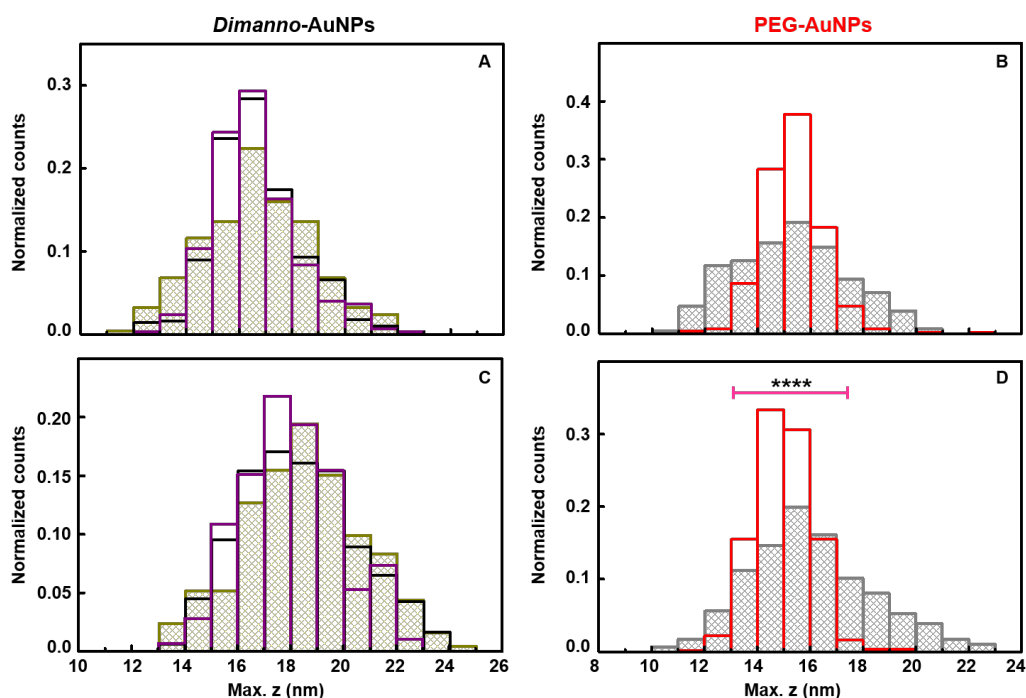 Dimanno-AuNPs
PEG-AuNPs
A
0.3
0.2
0.1
0.0
Normalized counts
B
0.4
0.3
0.2
0.1
0.0
Normalized counts
C
0.20
0.15
0.10
0.05
0.0
Normalized counts
10 12 14 16 18 20 22 24 26
Max. z (nm)
D
****
0.3
0.2
0.1
0.0
Normalized counts
8 10 12 14 16 18 20 22 24
Max. z (nm)